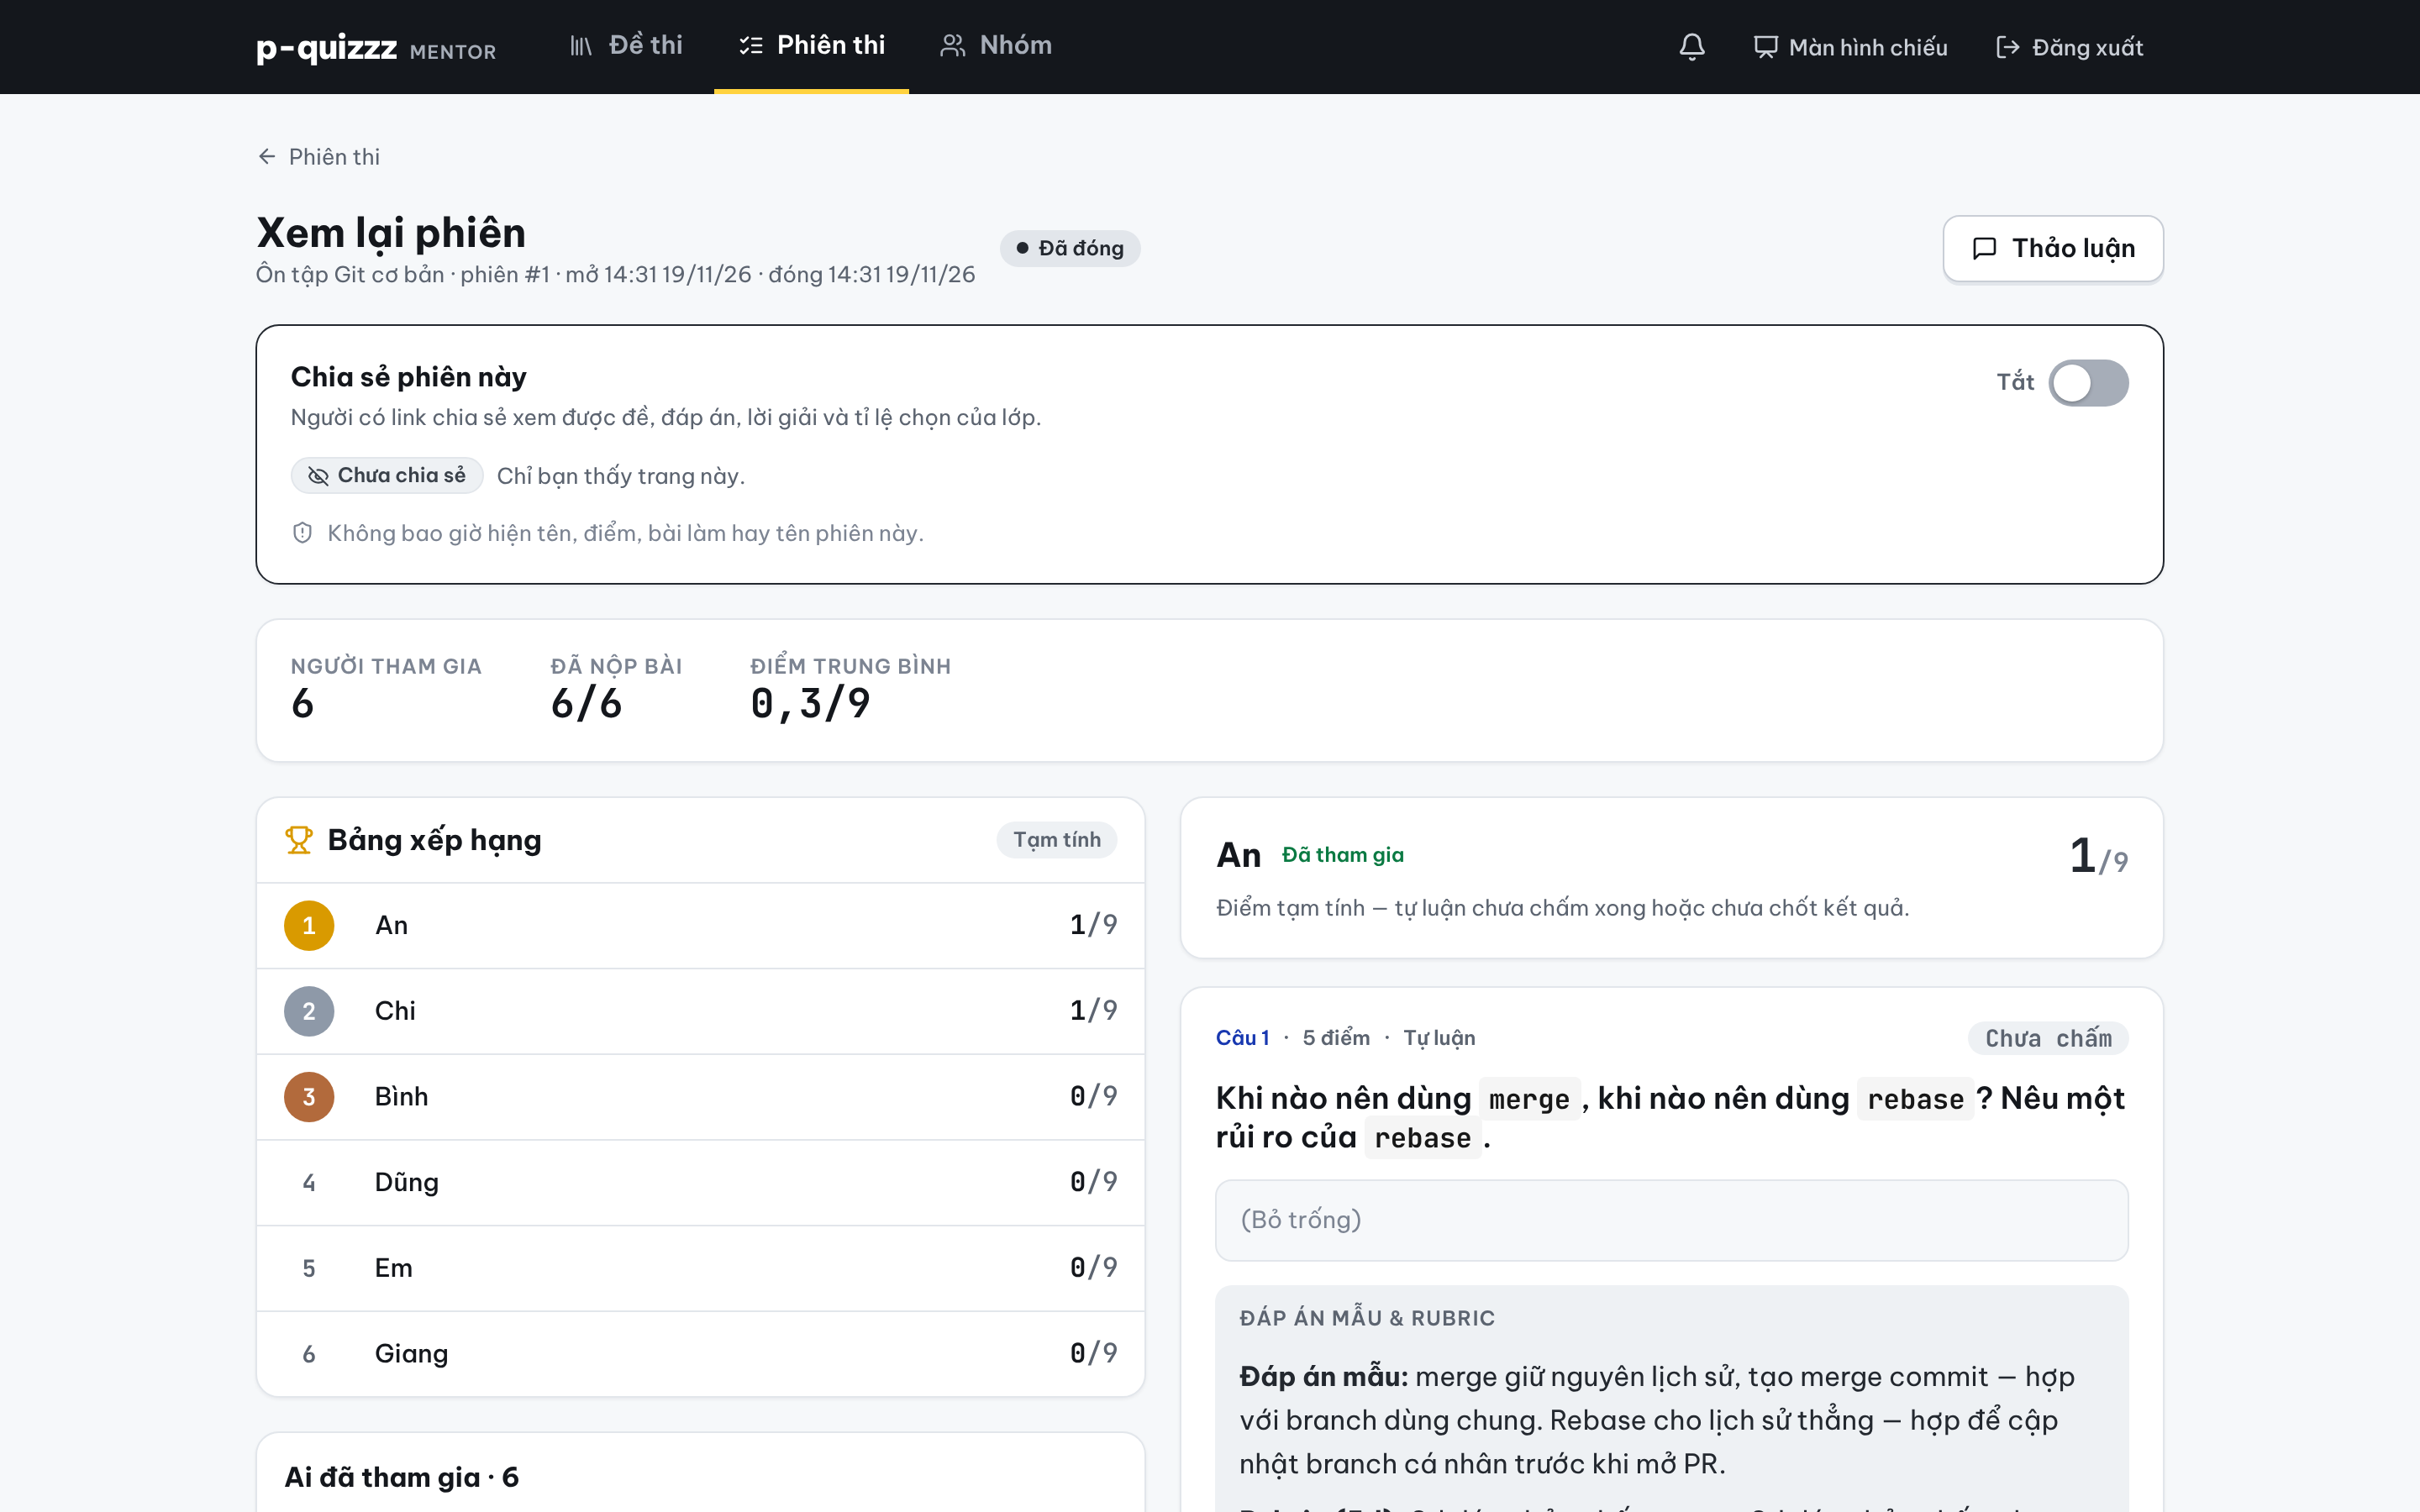 p-quizzz MENTOR
Đề thi
Phiên thi
Nhóm
Màn hình chiếu
Đăng xuất
Phiên thi
Xem lại phiên
Ôn tập Git cơ bản · phiên #1 · mở 14:31 19/11/26 · đóng 14:31 19/11/26
Đã đóng
Thảo luận
Chia sẻ phiên này
Tắt
Người có link chia sẻ xem được đề, đáp án, lời giải và tỉ lệ chọn của lớp.
Chưa chia sẻ
Chỉ bạn thấy trang này.
Không bao giờ hiện tên, điểm, bài làm hay tên phiên này.
NGƯỜI THAM GIA
6
ĐÃ NỘP BÀI
6/6
ĐIỂM TRUNG BÌNH
0,3/9
Bảng xếp hạng
Tạm tính
1 An 1/9
2 Chi 1/9
3 Bình 0/9
4 Dũng 0/9
5 Em 0/9
6 Giang 0/9
Ai đã tham gia · 6
An Đã tham gia 1/9
Điểm tạm tính — tự luận chưa chấm xong hoặc chưa chốt kết quả.
Câu 1 · 5 điểm · Tự luận
Chưa chấm
Khi nào nên dùng merge, khi nào nên dùng rebase? Nêu một
rủi ro của rebase.
(Bỏ trống)
ĐÁP ÁN MẪU & RUBRIC
Đáp án mẫu: merge giữ nguyên lịch sử, tạo merge commit — hợp
với branch dùng chung. Rebase cho lịch sử thẳng — hợp để cập
nhật branch cá nhân trước khi mở PR.